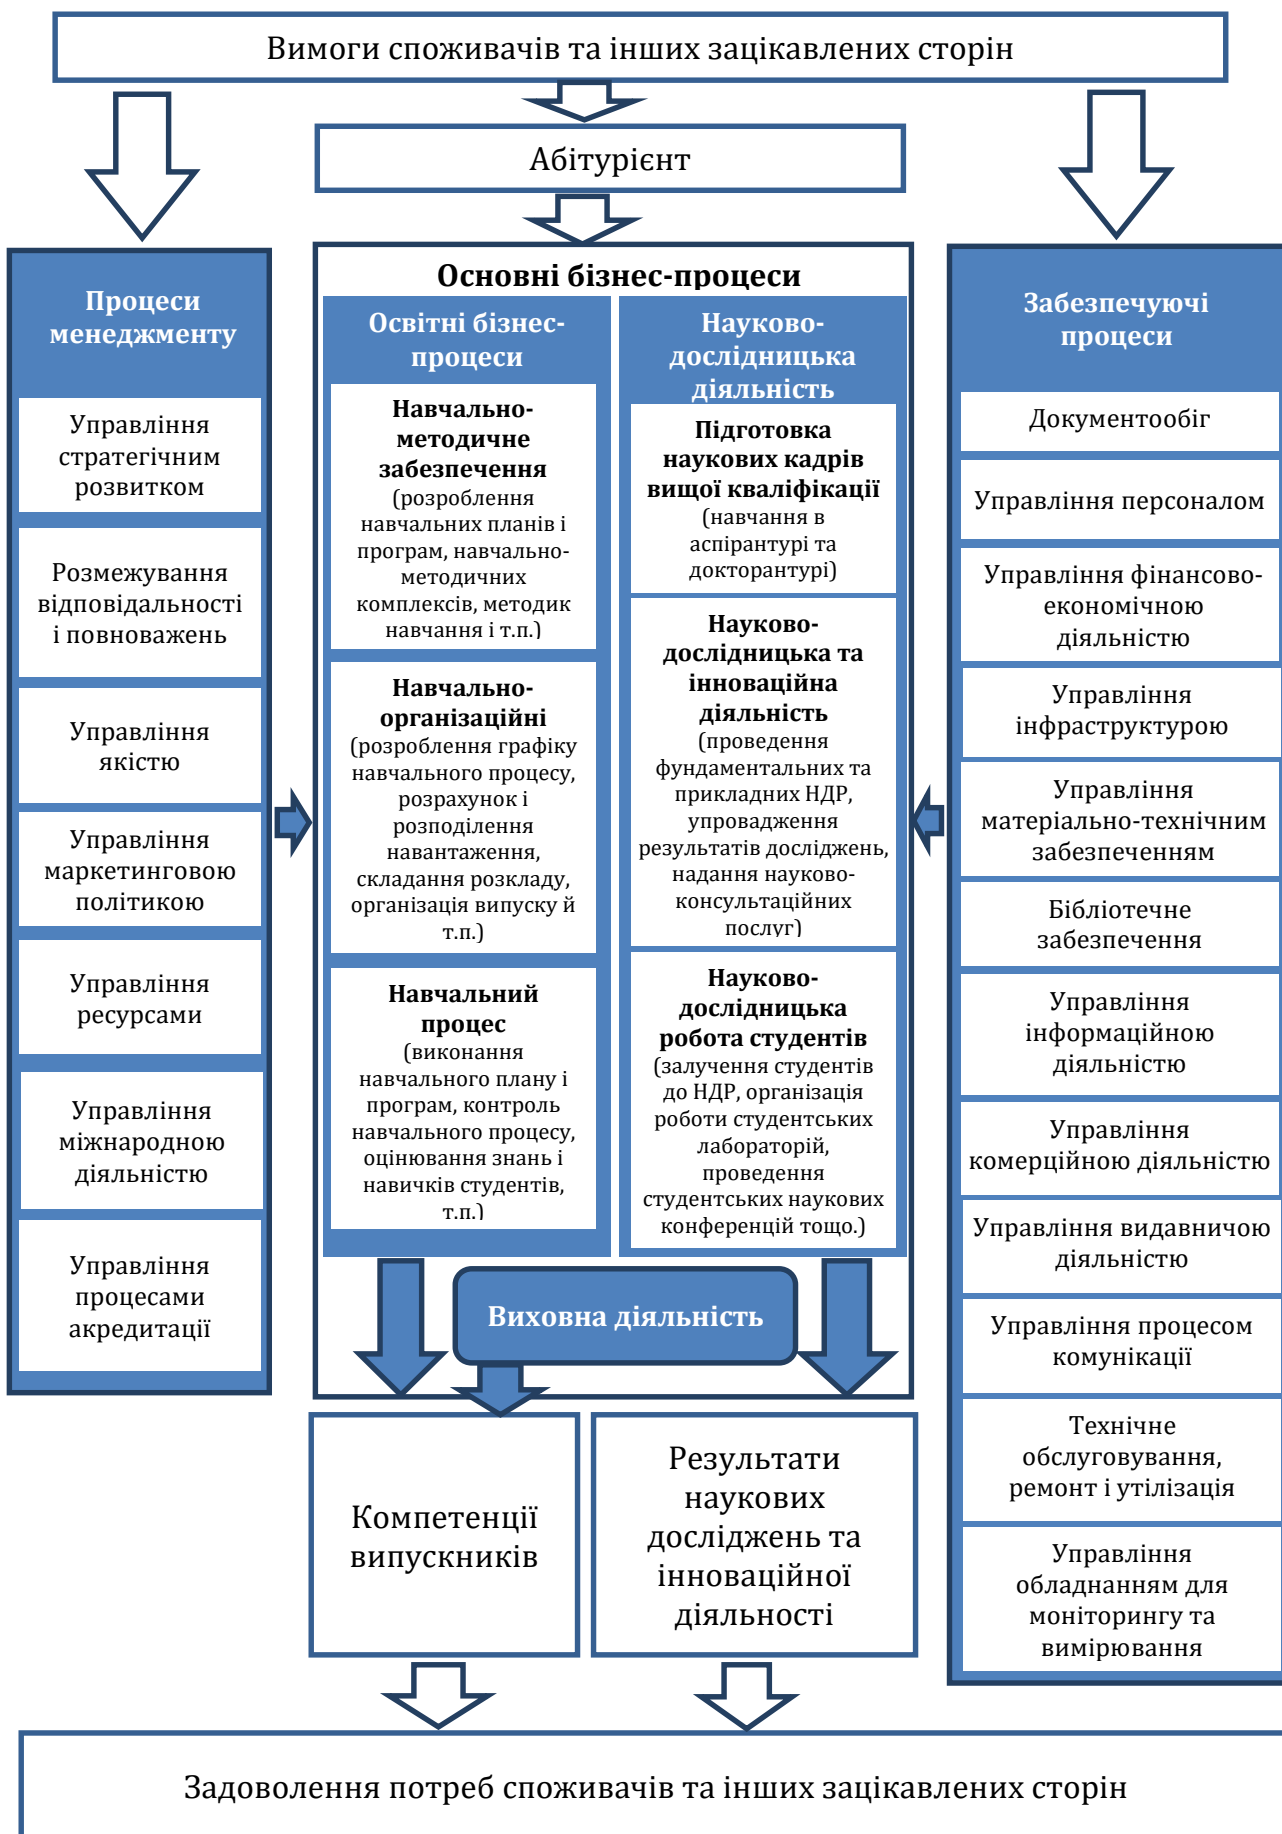 Вимоги споживачів та інших зацікавлених сторін
Абітурієнт
Процеси
менеджменту
Управління
стратегічним
розвитком
Розмежування
відповідальності
і повноважень
Управління
якістю
Управління
маркетинговою
політикою
Управління
ресурсами
Управління
міжнародною
діяльністю
Управління
процесами
акредитації
Основні бізнес-процеси
Освітні бізнес-
процеси
Навчально-
методичне
забезпечення
(розроблення
навчальних планів і
програм, навчально-
методичних
комплексів, методик
навчання і т.п.)
Навчально-
організаційні
(розроблення графіку
навчального процесу,
розрахунок і
розподілення
навантаження,
складання розкладу,
організація випуску й
т.п.)
Навчальний
процес
(виконання
навчального плану і
програм, контроль
навчального процесу,
оцінювання знань і
навичків студентів,
т.п.)
Науково-
дослідницька
діяльність
Підготовка
наукових кадрів
вищої кваліфікації
(навчання в
аспірантурі та
докторантурі)
Науково-
дослідницька та
інноваційна
діяльність
(проведення
фундаментальних та
прикладних НДР,
упровадження
результатів досліджень,
надання науково-
консультаційних
послуг)
Науково-
дослідницька
робота студентів
(залучення студентів
до НДР, організація
роботи студентських
лабораторій,
проведення
студентських наукових
конференцій тощо.)
Виховна діяльність
Забезпечуючі
процеси
Документообіг
Управління персоналом
Управління фінансово-
економічною
діяльністю
Управління
інфраструктурою
Управління
матеріально-технічним
забезпеченням
Бібліотечне
забезпечення
Управління
інформаційною
діяльністю
Управління
комерційною діяльністю
Управління видавничою
діяльністю
Управління процесом
комунікації
Технічне
обслуговування,
ремонт і утилізація
Управління
обладнанням для
моніторингу та
вимірювання
Компетенції
випускників
Результати
наукових
досліджень та
інноваційної
діяльності
Задоволення потреб споживачів та інших зацікавлених сторін